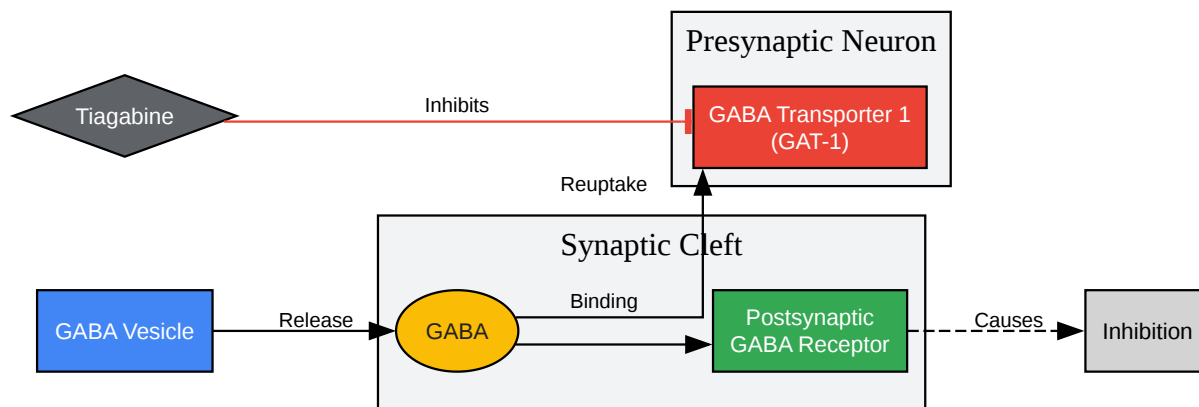 Presynaptic Neuron
Tiagabine
Inhibits
GABA Transporter 1
(GAT-1)
Reuptake
Synaptic Cleft
GABA Vesicle
Release
GABA
Binding
Postsynaptic
GABA Receptor
Causes
Inhibition